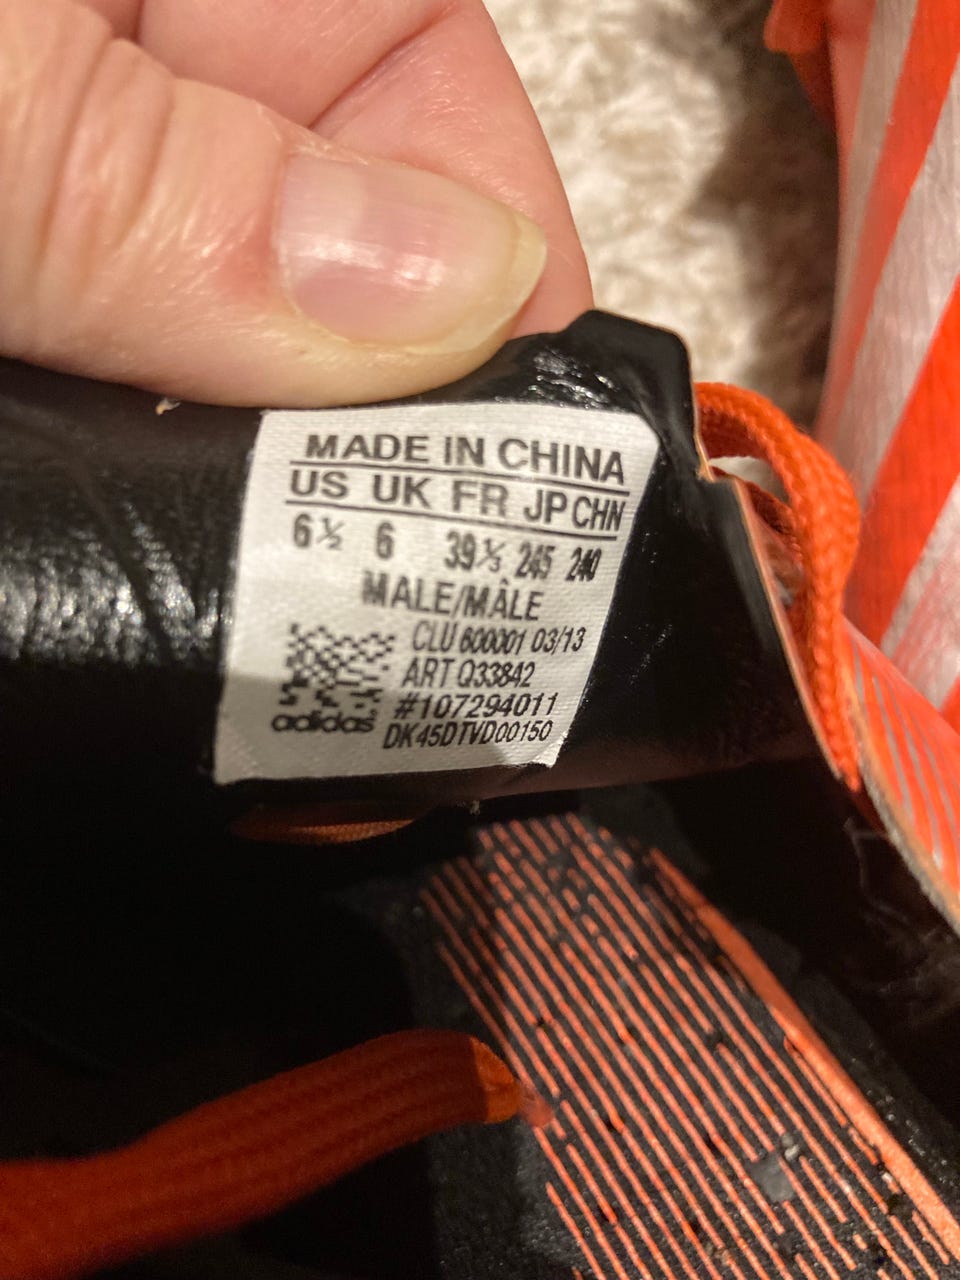 MADE IN CHINA
US UK FR JP CHN
6½ 6 39⅓ 245 240
MALE/MÂLE
CLU 600001 03/13
ART Q33842
#107294011
adidas
DK45DTVD00150